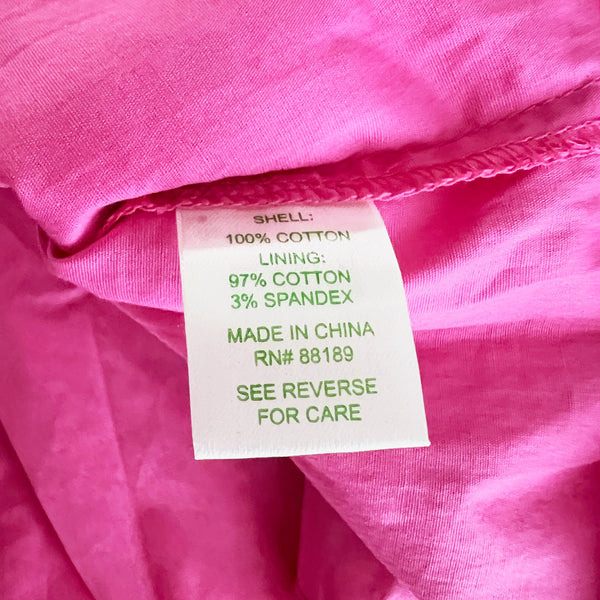 SHELL:
100% COTTON
LINING:
97% COTTON
3% SPANDEX
MADE IN CHINA
RN# 88189
SEE REVERSE
FOR CARE